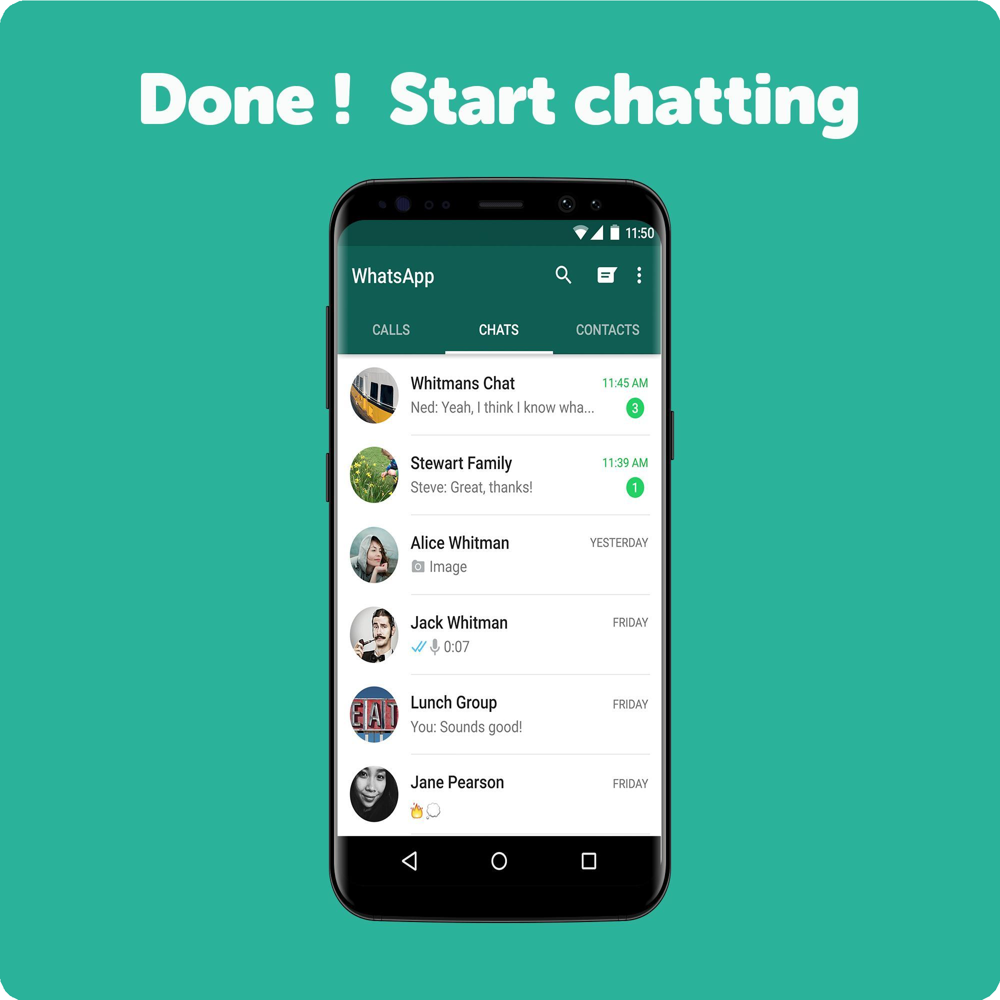 Done ! Start chatting
11:50
WhatsApp
CALLS CHATS CONTACTS
Whitmans Chat 11:45 AM
Ned: Yeah, I think I know wha... 3
Stewart Family 11:39 AM
Steve: Great, thanks! 1
Alice Whitman YESTERDAY
Image
Jack Whitman FRIDAY
0:07
EAT
Lunch Group FRIDAY
You: Sounds good!
Jane Pearson FRIDAY
🔥💭